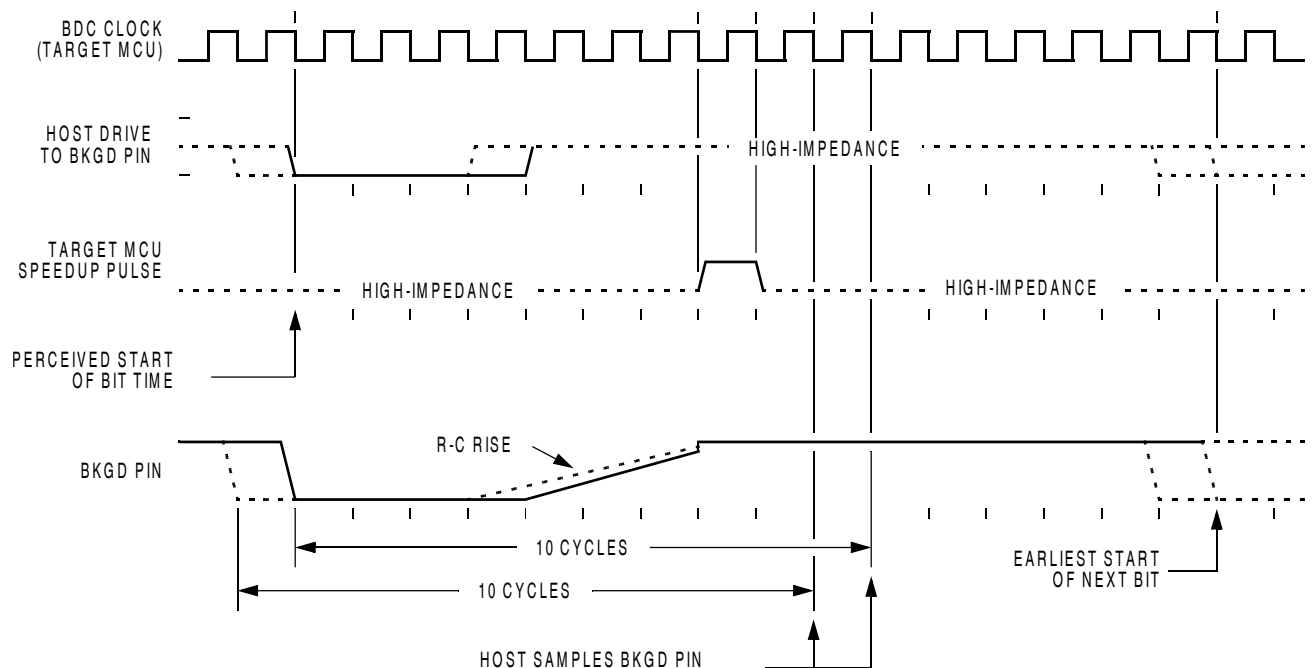 BDC CLOCK
(TARGET MCU)
HOST DRIVE
TO BKGD PIN
HIGH-IMPEDANCE
TARGET MCU
SPEEDUP PULSE
HIGH-IMPEDANCE
HIGH-IMPEDANCE
PERCEIVED START
OF BIT TIME
R-C RISE
BKGD PIN
10 CYCLES
EARLIEST START
OF NEXT BIT
10 CYCLES
HOST SAMPLES BKGD PIN